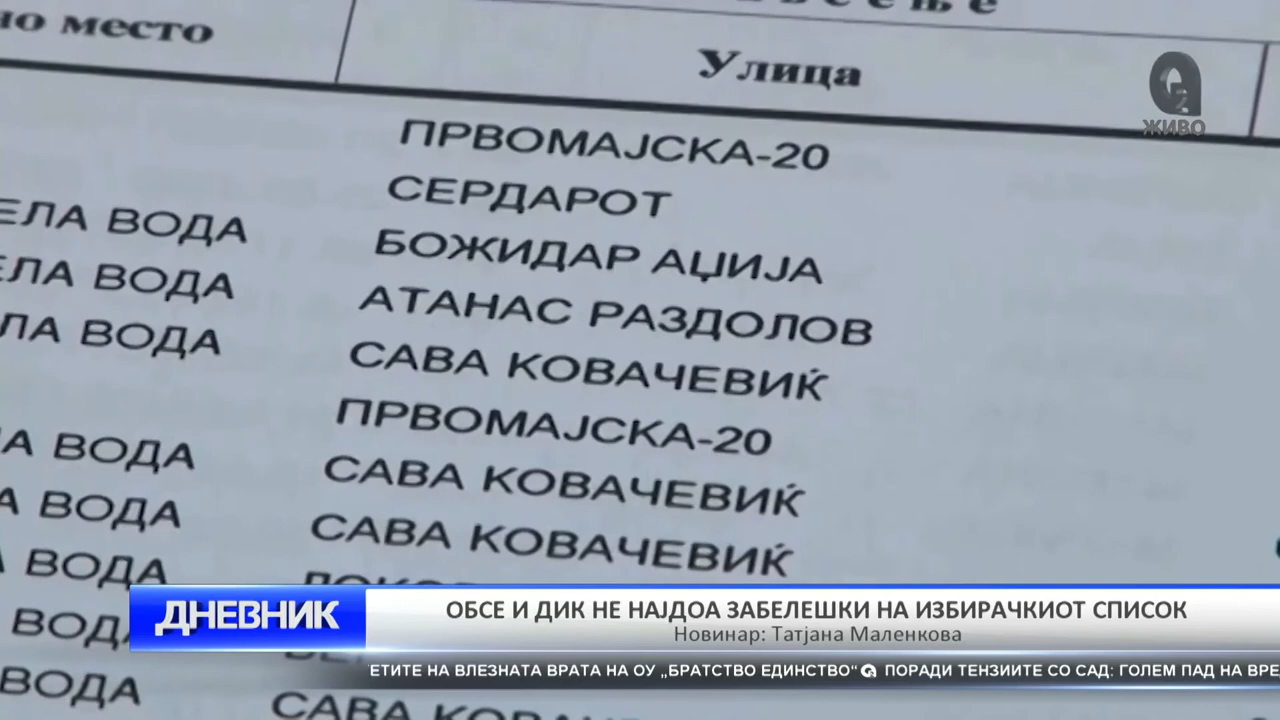 но место
Улица
ЖИВО
ПРВОМАЈСКА-20
СЕРДАРОТ
ЕЛА ВОДА БОЖИДАР АЏИЈА
ЕЛА ВОДА АТАНАС РАЗДОЛОВ
ЛА ВОДА САВА КОВАЧЕВИЌ
ПРВОМАЈСКА-20
А ВОДА САВА КОВАЧЕВИЌ
А ВОДА САВА КОВАЧЕВИЌ
ВОДА
ВОДА
ВОДА САВА
ДНЕВНИК
ОБСЕ И ДИК НЕ НАЈДОА ЗАБЕЛЕШКИ НА ИЗБИРАЧКИОТ СПИСОК
Новинар: Татјана Маленкова
ЕТИТЕ НА ВЛЕЗНАТА ВРАТА НА ОУ „БРАТСТВО ЕДИНСТВО“ ПОРАДИ ТЕНЗИИТЕ СО САД: ГОЛЕМ ПАД НА ВРЕ